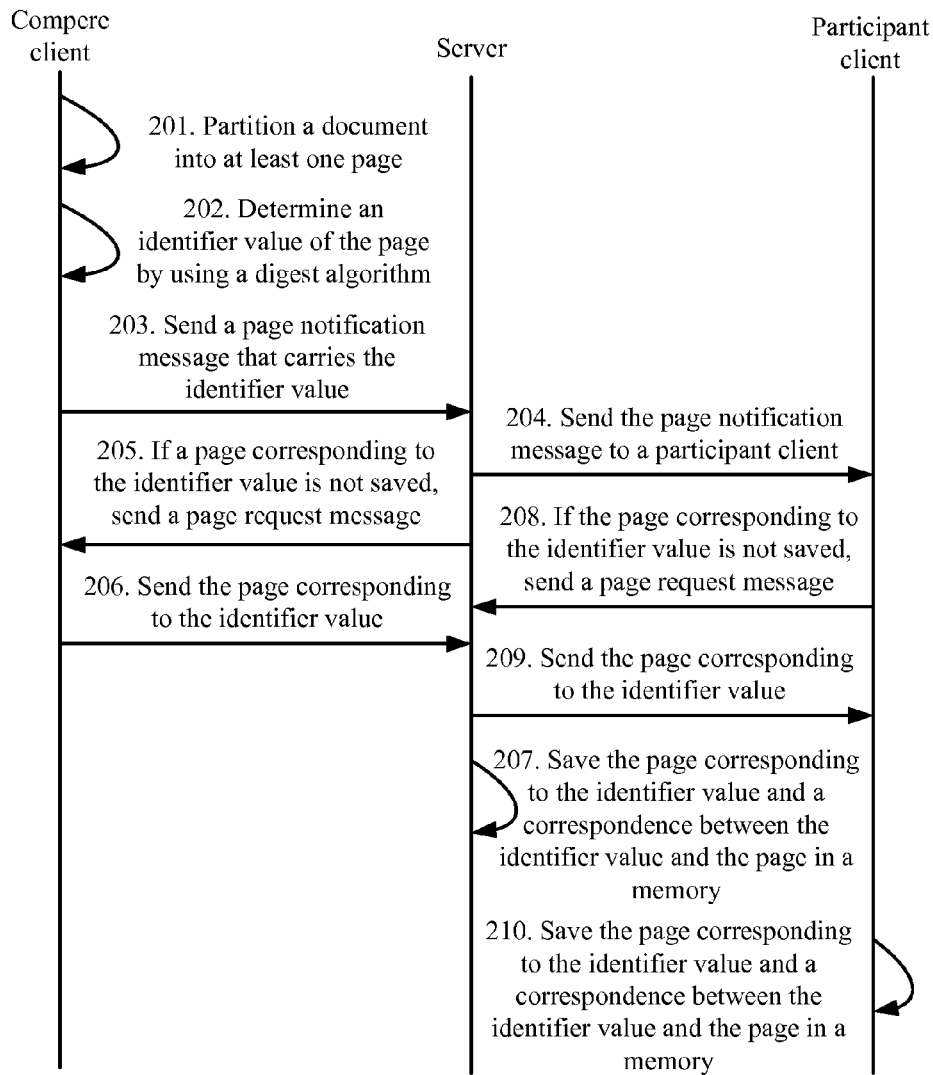 Compere
client
Server
Participant
client
201. Partition a document
into at least one page
202. Determine an
identifier value of the page
by using a digest algorithm
203. Send a page notification
message that carries the
identifier value
204. Send the page notification
message to a participant client
205. If a page corresponding to
the identifier value is not saved,
send a page request message
208. If the page corresponding to
the identifier value is not saved,
send a page request message
206. Send the page corresponding
to the identifier value
209. Send the page corresponding
to the identifier value
207. Save the page corresponding
to the identifier value and a
correspondence between the
identifier value and the page in a
memory
210. Save the page corresponding
to the identifier value and a
correspondence between the
identifier value and the page in a
memory